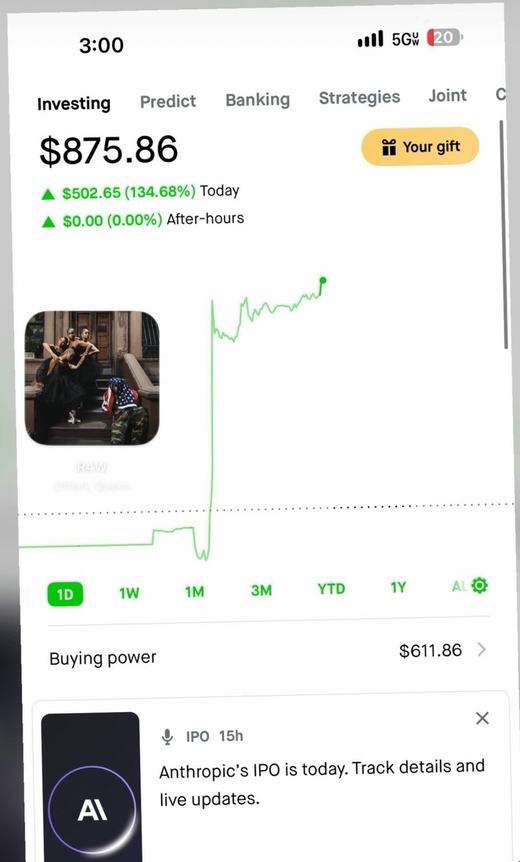 3:00 5GUW 20
Investing Predict Banking Strategies Joint C
$875.86
Your gift
▲ $502.65 (134.68%) Today
▲ $0.00 (0.00%) After-hours
R4W
1D 1W 1M 3M YTD 1Y
Buying power $611.86
IPO 15h
Anthropic's IPO is today. Track details and
live updates.
A\